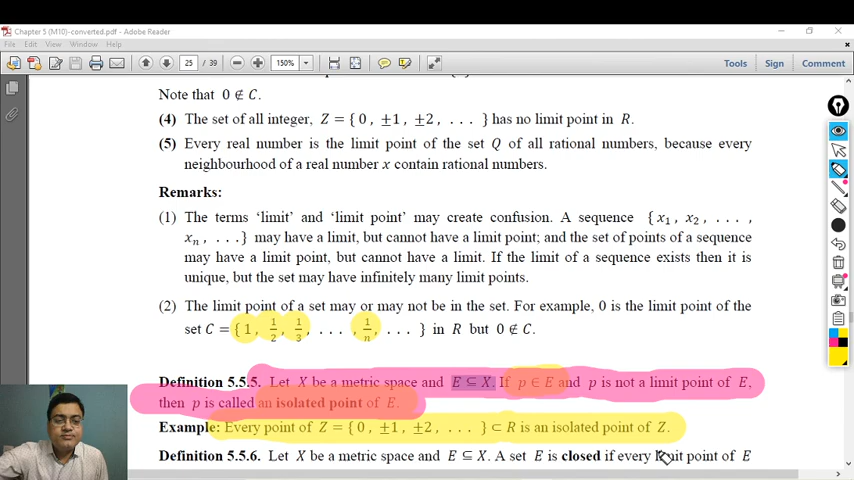 Chapter 5 (M10)-converted.pdf - Adobe Reader
File Edit View Window Help
25 / 39 150% Tools Sign Comment
Note that 0 ∉ C.
(4) The set of all integer, Z = { 0 , ±1 , ±2 , . . . } has no limit point in R.
(5) Every real number is the limit point of the set Q of all rational numbers, because every
neighbourhood of a real number x contain rational numbers.
Remarks:
(1) The terms ‘limit’ and ‘limit point’ may create confusion. A sequence { x₁ , x₂ , . . . ,
xₙ , . . .} may have a limit, but cannot have a limit point; and the set of points of a sequence
may have a limit point, but cannot have a limit. If the limit of a sequence exists then it is
unique, but the set may have infinitely many limit points.
(2) The limit point of a set may or may not be in the set. For example, 0 is the limit point of the
set C = { 1 , 1/2 , 1/3 , . . . , 1/n , . . . } in R but 0 ∉ C.
Definition 5.5.5. Let X be a metric space and E ⊆ X. If p ∈ E and p is not a limit point of E,
then p is called an isolated point of E.
Example: Every point of Z = { 0 , ±1 , ±2 , . . . } ⊂ R is an isolated point of Z.
Definition 5.5.6. Let X be a metric space and E ⊆ X. A set E is closed if every limit point of E